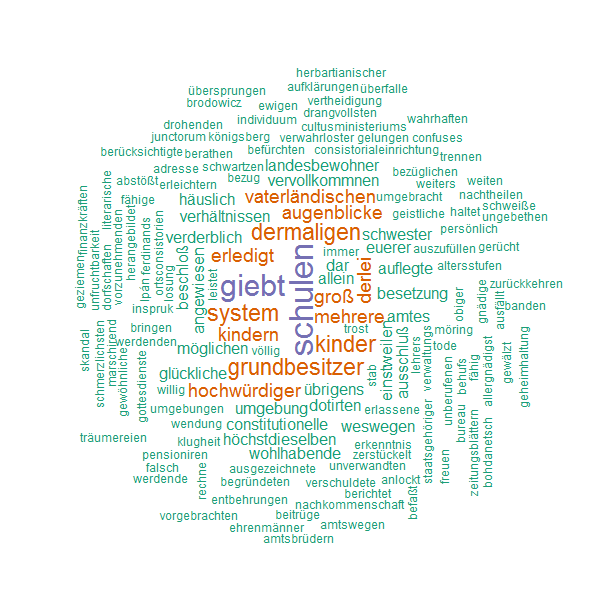 herbartianischer
übersprungen
aufklärungen
überfalle
brodowicz
ewigen
vertheidigung
drangvollsten
drohenden
individuum
cultusministeriums
wahrhaften
junctorum
königsberg
verwahrloster
gelungen
confuses
berücksichtigte
berathen
befürchten
consistorialeinrichtung
trennen
adresse
schwartzen
landesbewohner
bezüglichen
abstößt
erleichtern
bezug
vervollkommnen
weiters
weiten
literarische
fähige
häuslich
vaterländischen
umgebracht
nachtheilen
finanzkräften
herangebildet
verhältnissen
augenblicke
geistliche
haltet
schweiße
ungebethen
vorzunehmenden
ortsconsistorien
verderblich
dermaligen
schwester
persönlich
geziemen
unfruchtbarkeit
dorfschaften
ipan
ferdinands
losung
beschloß
angewiesen
leistet
erledigt
schulen
immer
euerer
auszufüllen
gerücht
dar
derlei
auflegte
altersstufen
giebt
allein
zurückkehren
groß
besetzung
obiger
gnädige
ausfällt
banden
inspruk
system
mehrere
amtes
bringen
kindern
trost
möring
skandal
schmerzlichsten
marschirend
gewöhnliche
werdenden
völlig
kinder
einstweilen
ausschluß
lehrers
verwaltungs
tode
möglichen
fähig
behufs
allergnädigst
gewälzt
geheimhaltung
glückliche
grundbesitzer
stab
gottesdienste
willig
hochwürdiger
übrigens
unberufenen
umgebungen
umgebung
dotirten
erlassene
staatsgehöriger
bureau
wendung
constitutionelle
weswegen
träumereien
klugheit
höchstdieselben
erkenntnis
zeitungsblättern
bohdanetsch
pensioniren
wohlhabende
zerstückelt
freuen
falsch
ausgezeichnete
unverwandten
werdende
rechne
begründeten
verschuldete
anlockt
befaßt
entbehrungen
berichtet
nachkommenschaft
vorgebrachten
beitrüge
ehrenmänner
amtswegen
amtsbrüdern